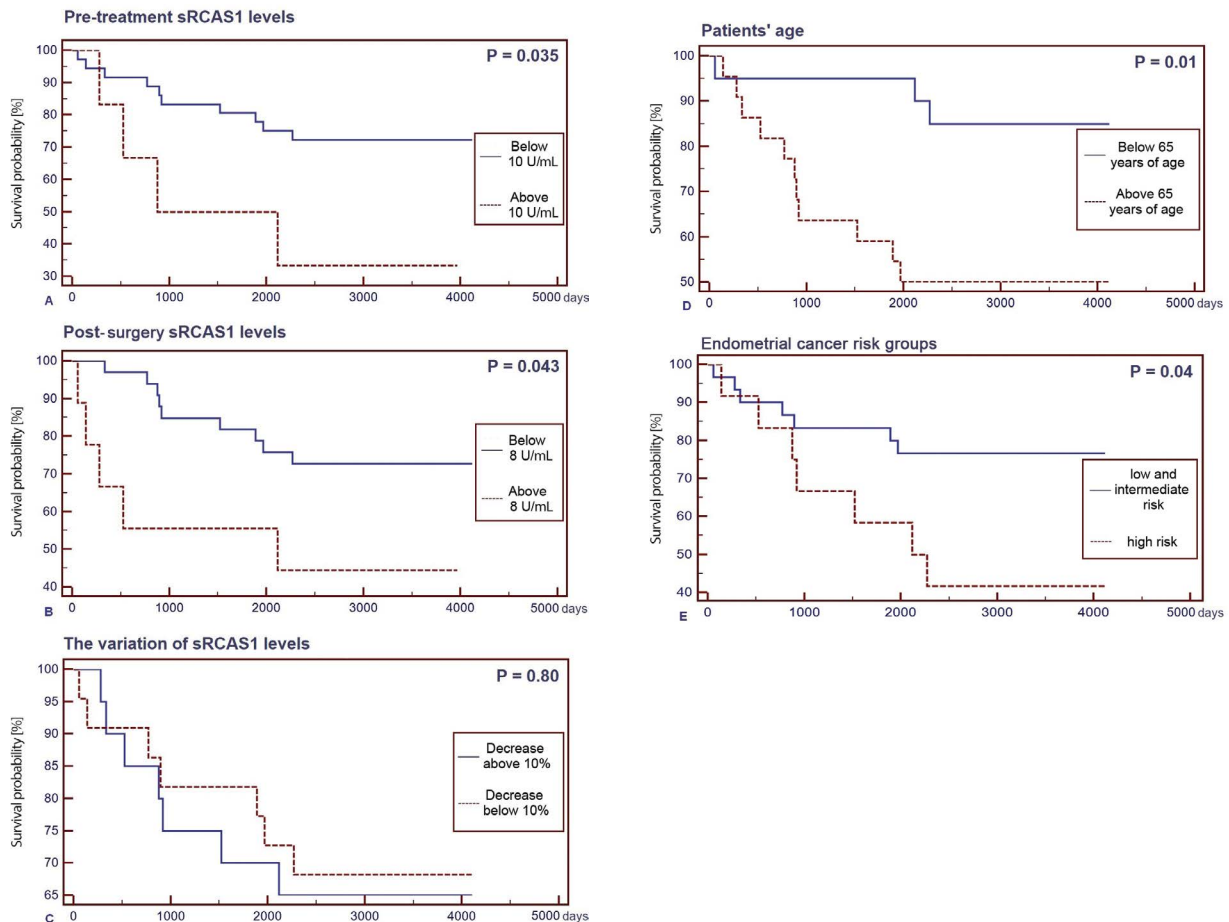 Pre-treatment sRCAS1 levels
P = 0.035
Survival probability [%]
100
90
80
70
60
50
40
30
Below
10 U/mL
Above
10 U/mL
A
0
1000
2000
3000
4000
5000 days
Post-surgery sRCAS1 levels
P = 0.043
Survival probability [%]
100
90
80
70
60
50
40
Below
8 U/mL
Above
8 U/mL
B
0
1000
2000
3000
4000
5000 days
The variation of sRCAS1 levels
P = 0.80
Survival probability [%]
100
95
90
85
80
75
70
65
Decrease
above 10%
Decrease
below 10%
C
0
1000
2000
3000
4000
5000 days
Patients' age
P = 0.01
Survival probability [%]
100
90
80
70
60
50
Below 65
years of age
Above 65
years of age
D
0
1000
2000
3000
4000
5000 days
Endometrial cancer risk groups
P = 0.04
Survival probability [%]
100
90
80
70
60
50
40
low and
intermediate
risk
high risk
E
0
1000
2000
3000
4000
5000 days